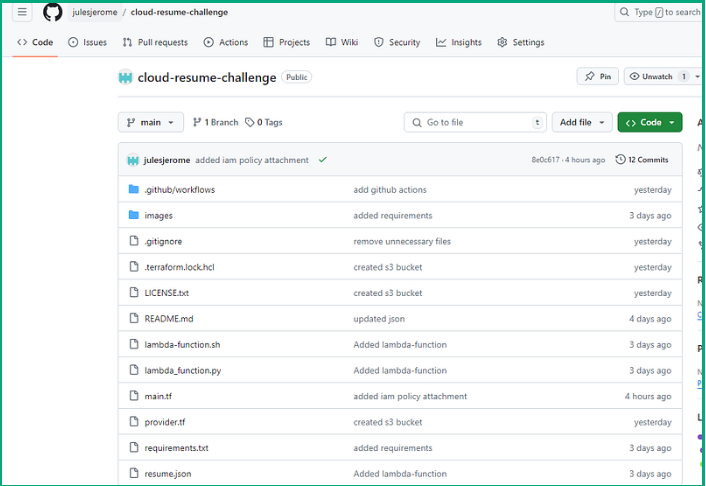 julesjerome / cloud-resume-challenge
Type / to search
Code Issues Pull requests Actions Projects Wiki Security Insights Settings
cloud-resume-challenge Public
Pin Unwatch 1
main 1 Branch 0 Tags Go to file t Add file Code
julesjerome added iam policy attachment 8e0c617 · 4 hours ago 12 Commits
.github/workflows add github actions yesterday
images added requirements 3 days ago
.gitignore remove unnecessary files yesterday
.terraform.lock.hcl created s3 bucket yesterday
LICENSE.txt created s3 bucket yesterday
README.md updated json 4 days ago
lambda-function.sh Added lambda-function 3 days ago
lambda_function.py Added lambda-function 3 days ago
main.tf added iam policy attachment 4 hours ago
provider.tf created s3 bucket yesterday
requirements.txt added requirements 3 days ago
resume.json Added lambda-function 3 days ago